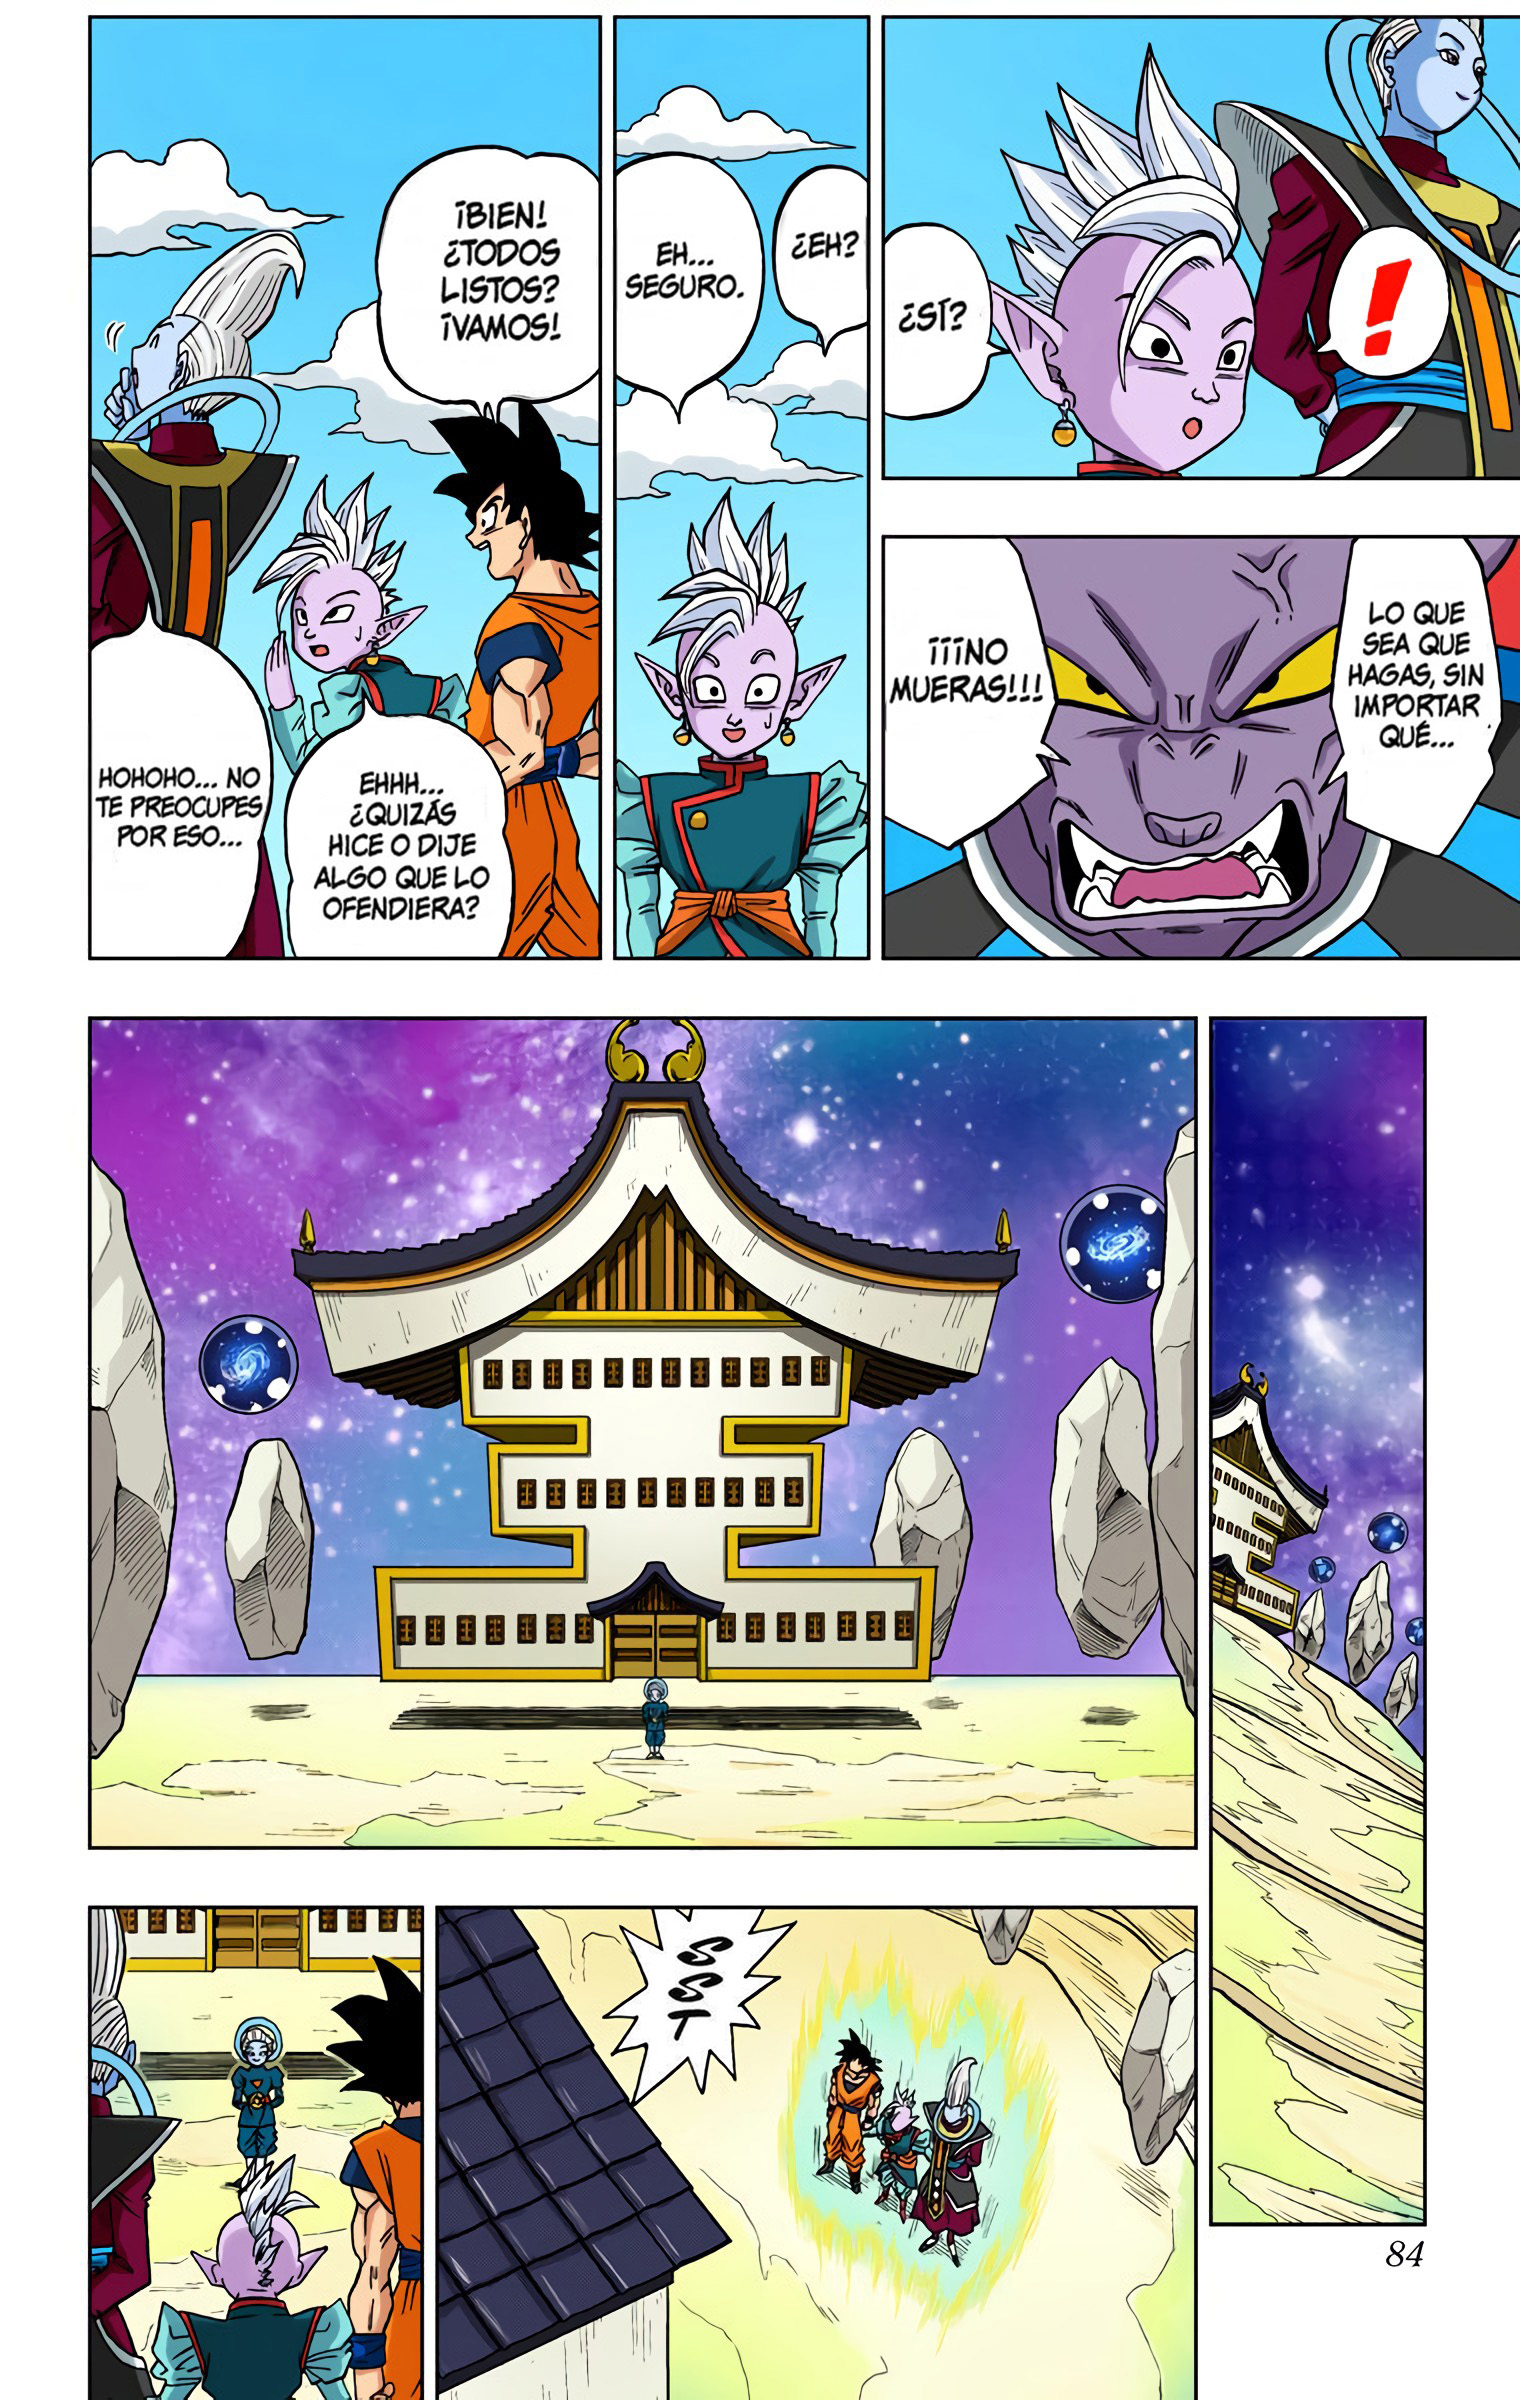 ¿SÍ?
!
LO QUE
SEA QUE
HAGAS, SIN
IMPORTAR
QUÉ...
¡¡¡NO
MUERAS!!!
¿EH?
EH...
SEGURO.
¡BIEN!
¿TODOS
LISTOS?
¡VAMOS!
EHHH...
¿QUIZÁS
HICE O DIJE
ALGO QUE LO
OFENDIERA?
HOHOHO... NO
TE PREOCUPES
POR ESO...
SST
84